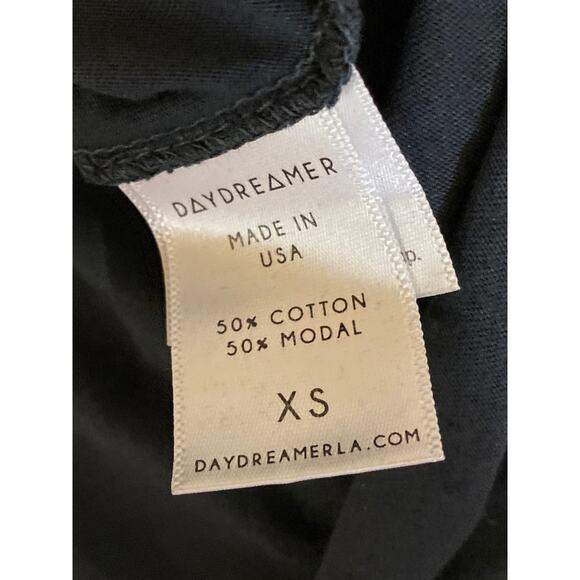 DAYDREAMER
MADE IN
USA
50% COTTON
50% MODAL
XS
DAYDREAMERLA.COM